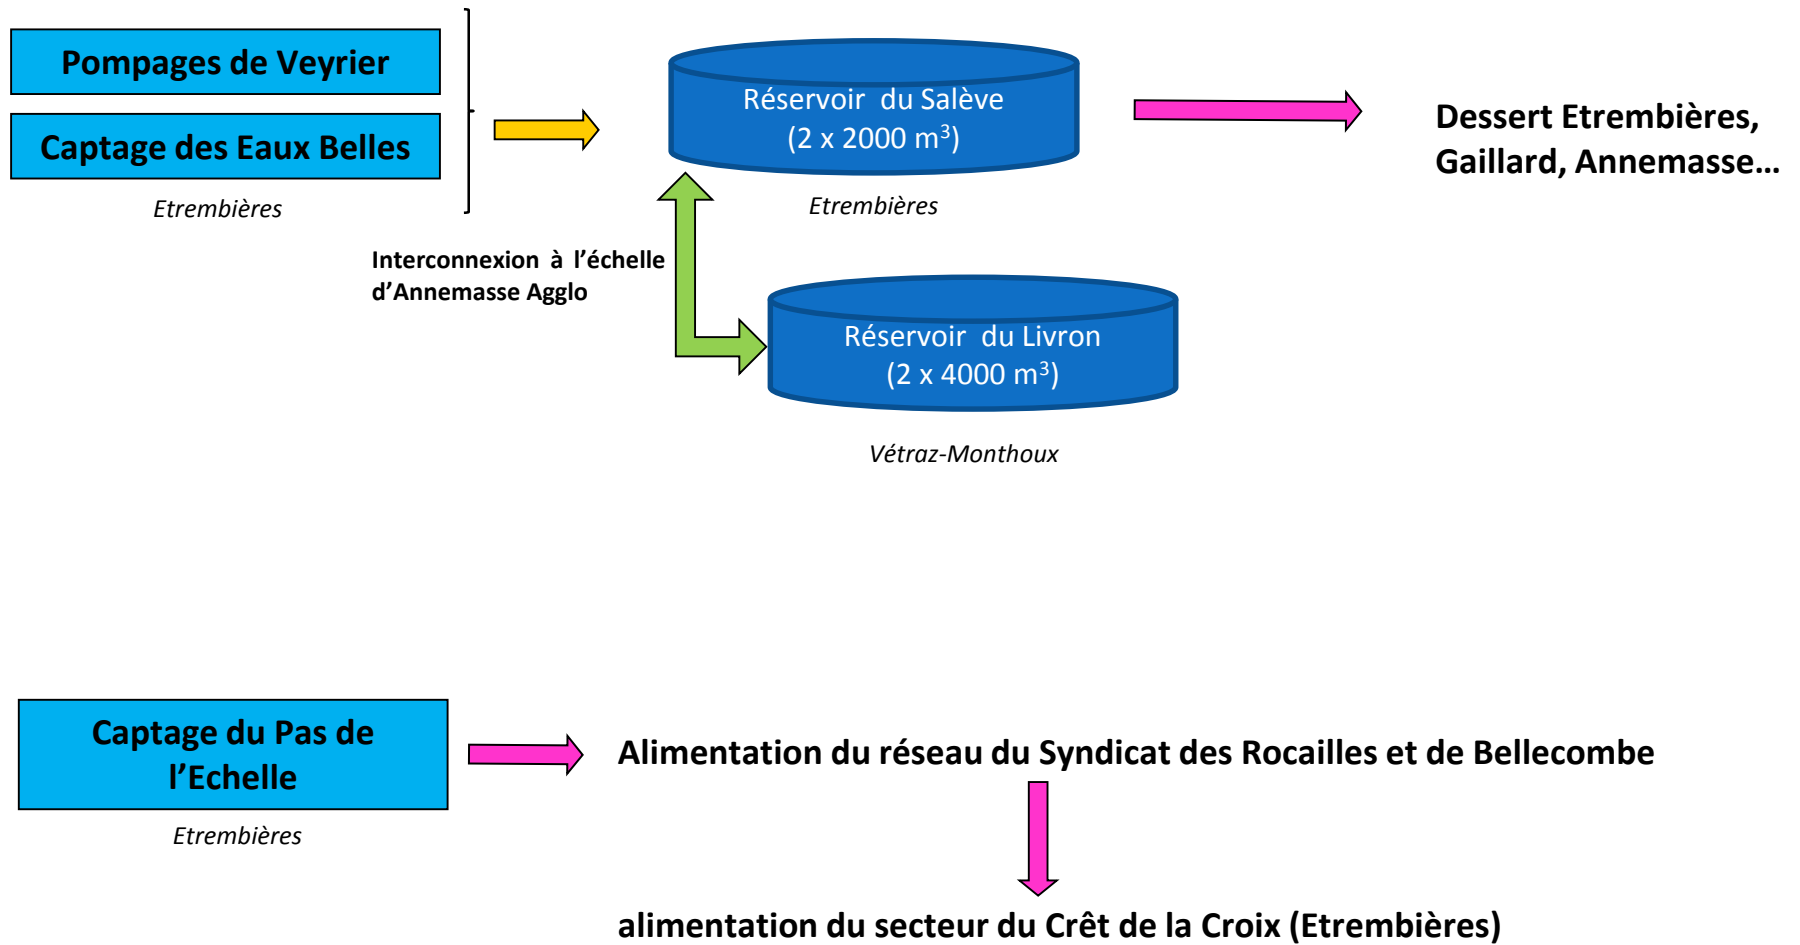 Pompages de Veyrier
Captage des Eaux Belles
Etrembières
Réservoir du Salève
(2 x 2000 m³)
Etrembières
Dessert Etrembières,
Gaillard, Annemasse…
Interconnexion à l’échelle
d’Annemasse Agglo
Réservoir du Livron
(2 x 4000 m³)
Vétraz-Monthoux
Captage du Pas de
l’Echelle
Etrembières
Alimentation du réseau du Syndicat des Rocailles et de Bellecombe
alimentation du secteur du Crêt de la Croix (Etrembières)